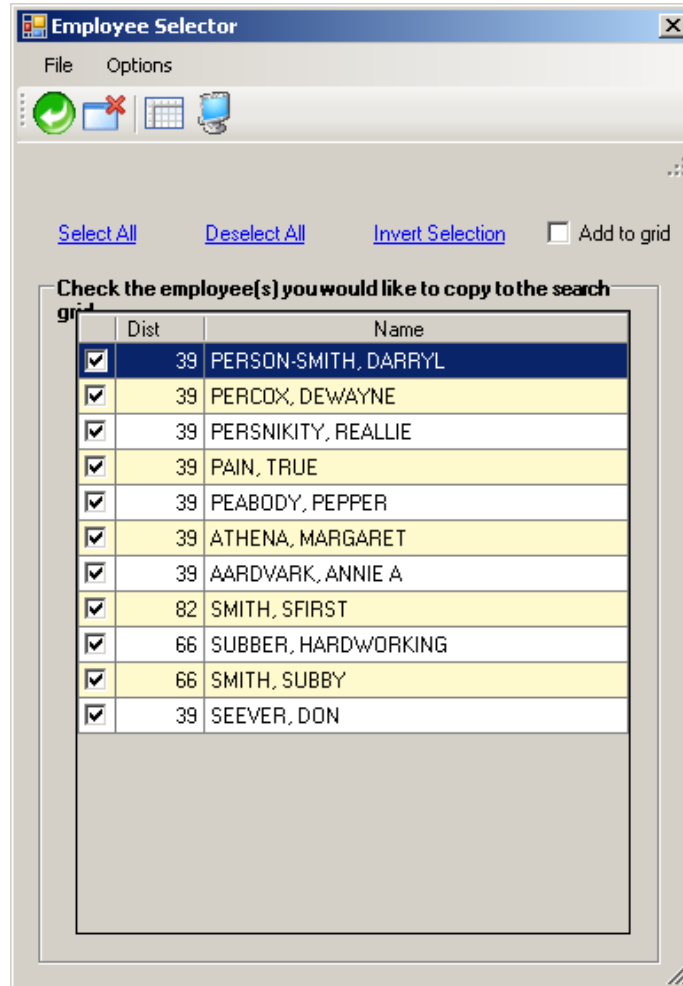 Employee Selector
File Options
Select All Deselect All Invert Selection Add to grid
Check the employee(s) you would like to copy to the search
grid
Dist Name
39 PERSON-SMITH, DARRYL
39 PERCOX, DEWAYNE
39 PERSNIKITY, REALLIE
39 PAIN, TRUE
39 PEABODY, PEPPER
39 ATHENA, MARGARET
39 AARDVARK, ANNIE A
82 SMITH, SFIRST
66 SUBBER, HARDWORKING
66 SMITH, SUBBY
39 SEEVER, DON